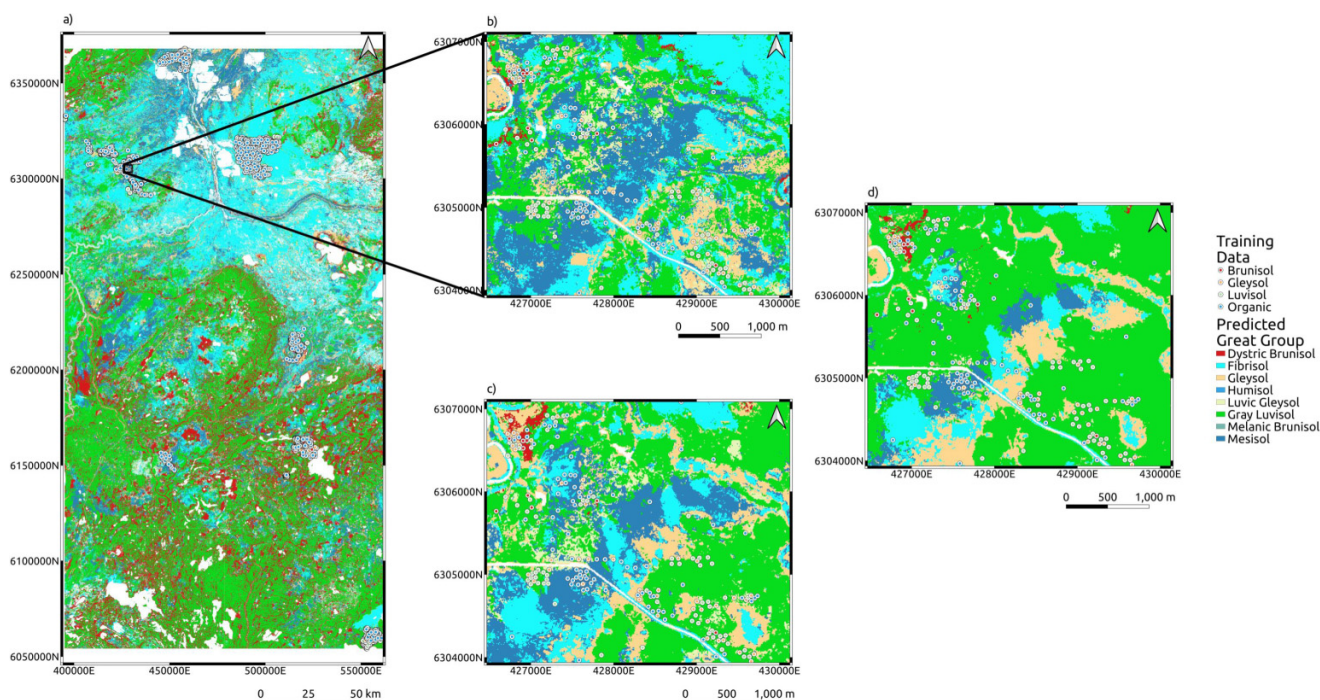 a)
6350000N
6300000N
6250000N
6200000N
6150000N
6100000N
6050000N
400000E 450000E 500000E 550000E
0 25 50 km
b)
6307000N
6306000N
6305000N
6304000N
427000E 428000E 429000E 430000E
0 500 1,000 m
c)
6307000N
6306000N
6305000N
6304000N
427000E 428000E 429000E 430000E
0 500 1,000 m
d)
6307000N
6306000N
6305000N
6304000N
427000E 428000E 429000E 430000E
0 500 1,000 m
Training
Data
Brunisol
Gleysol
Luvisol
Organic
Predicted
Great Group
Dystric Brunisol
Fibrisol
Gleysol
Humisol
Luvic Gleysol
Gray Luvisol
Melanic Brunisol
Mesisol